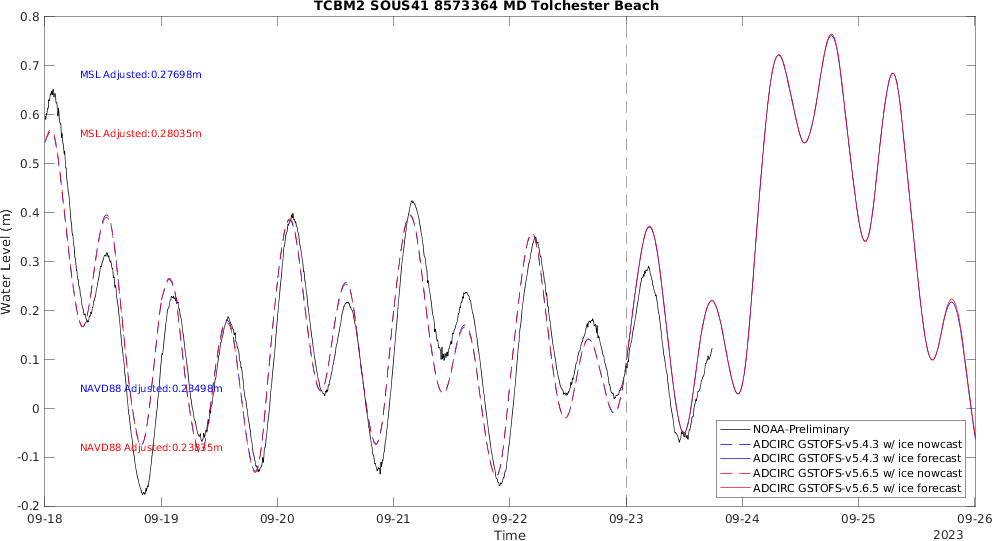 TCBM2 SOUS41 8573364 MD Tolchester Beach
Water Level (m)
0.8
0.7
0.6
0.5
0.4
0.3
0.2
0.1
0
-0.1
-0.2
MSL Adjusted:0.27698m
MSL Adjusted:0.28035m
NAVD88 Adjusted:0.23498m
NAVD88 Adjusted:0.23835m
NOAA-Preliminary
ADCIRC GSTOFS-v5.4.3 w/ ice nowcast
ADCIRC GSTOFS-v5.4.3 w/ ice forecast
ADCIRC GSTOFS-v5.6.5 w/ ice nowcast
ADCIRC GSTOFS-v5.6.5 w/ ice forecast
09-18 09-19 09-20 09-21 09-22 09-23 09-24 09-25 09-26
Time
2023